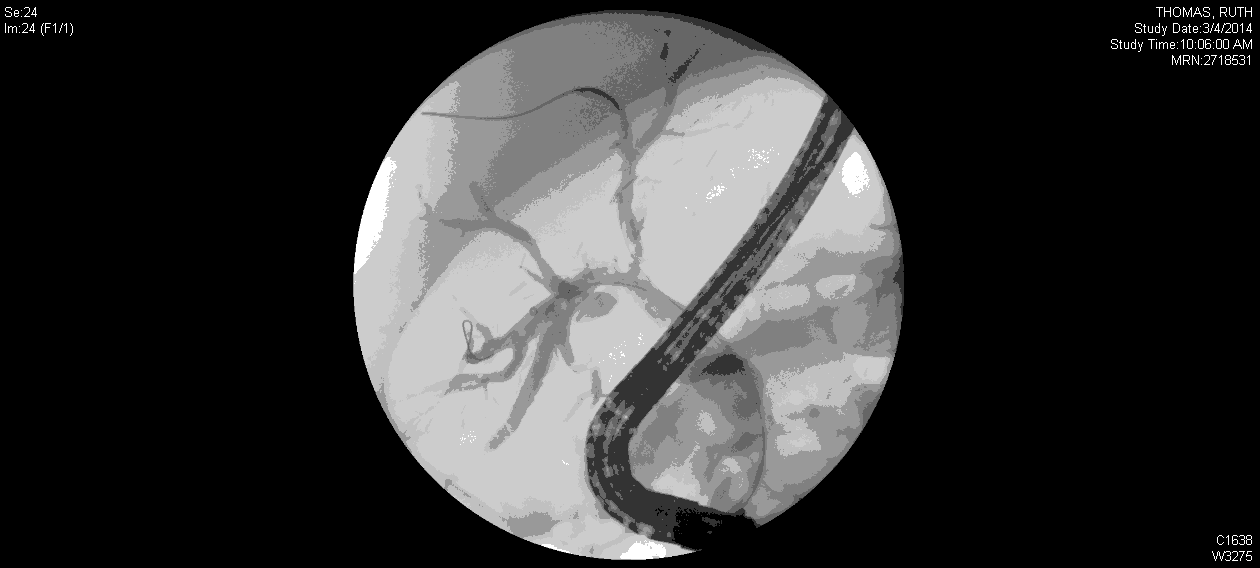 Se:24
Im:24 (F1/1)
THOMAS, RUTH
Study Date:3/4/2014
Study Time:10:06:00 AM
MRN:2718531
C1638
W3275